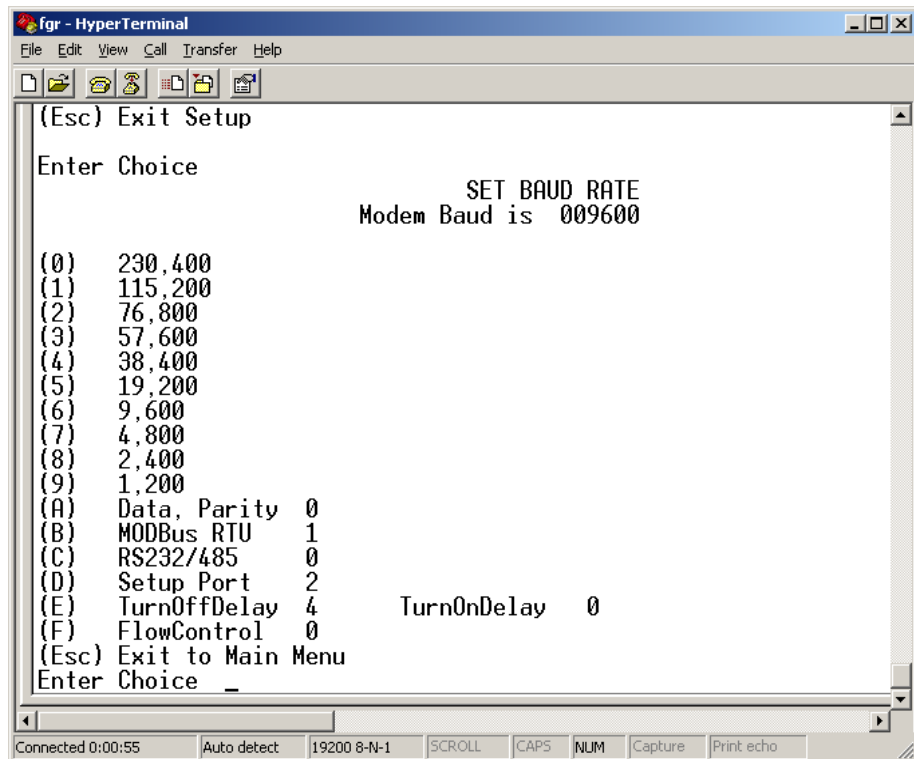 fgr - HyperTerminal
File Edit View Call Transfer Help
(Esc) Exit Setup
Enter Choice
SET BAUD RATE
Modem Baud is 009600
(0) 230,400
(1) 115,200
(2) 76,800
(3) 57,600
(4) 38,400
(5) 19,200
(6) 9,600
(7) 4,800
(8) 2,400
(9) 1,200
(A) Data, Parity 0
(B) MODBus RTU 1
(C) RS232/485 0
(D) Setup Port 2
(E) TurnOffDelay 4 TurnOnDelay 0
(F) FlowControl 0
(Esc) Exit to Main Menu
Enter Choice _
Connected 0:00:55 Auto detect 19200 8-N-1 SCROLL CAPS NUM Capture Print echo